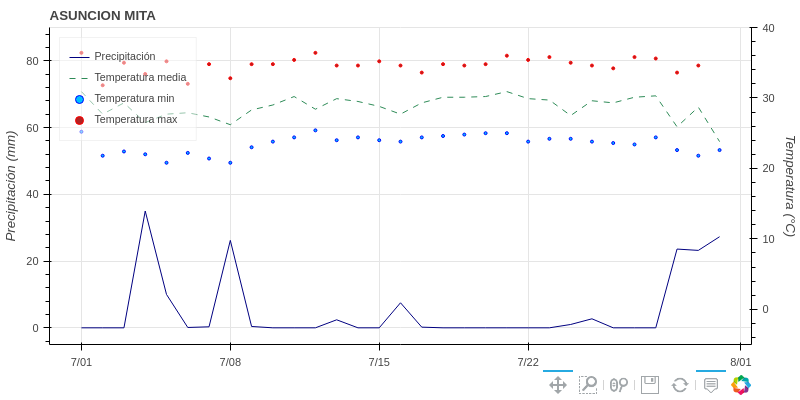 ASUNCION MITA
Precipitación
Temperatura media
Temperatura min
Temperatura max
Precipitación (mm)
80
60
40
20
0
Temperatura (°C)
40
30
20
10
0
7/01
7/08
7/15
7/22
8/01